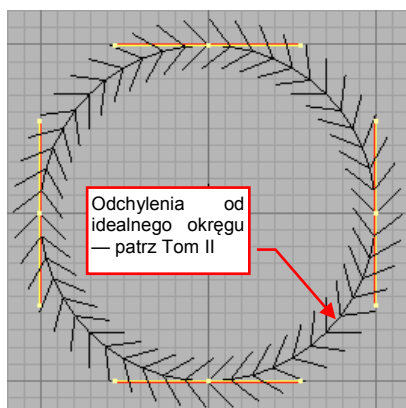 Odchylenia od
idealnego okręgu
— patrz Tom II